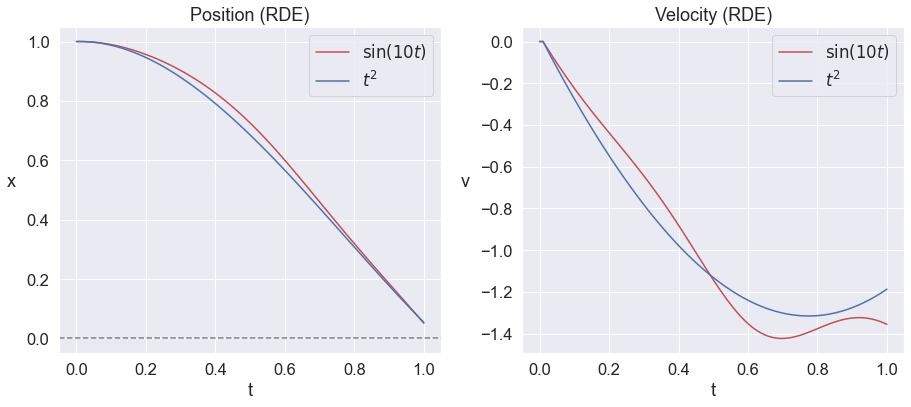 Position (RDE)
1.0
0.8
0.6
0.4
0.2
0.0
x
sin(10t)
t²
0.0 0.2 0.4 0.6 0.8 1.0
t
Velocity (RDE)
0.0
−0.2
−0.4
−0.6
−0.8
−1.0
−1.2
−1.4
v
sin(10t)
t²
0.0 0.2 0.4 0.6 0.8 1.0
t